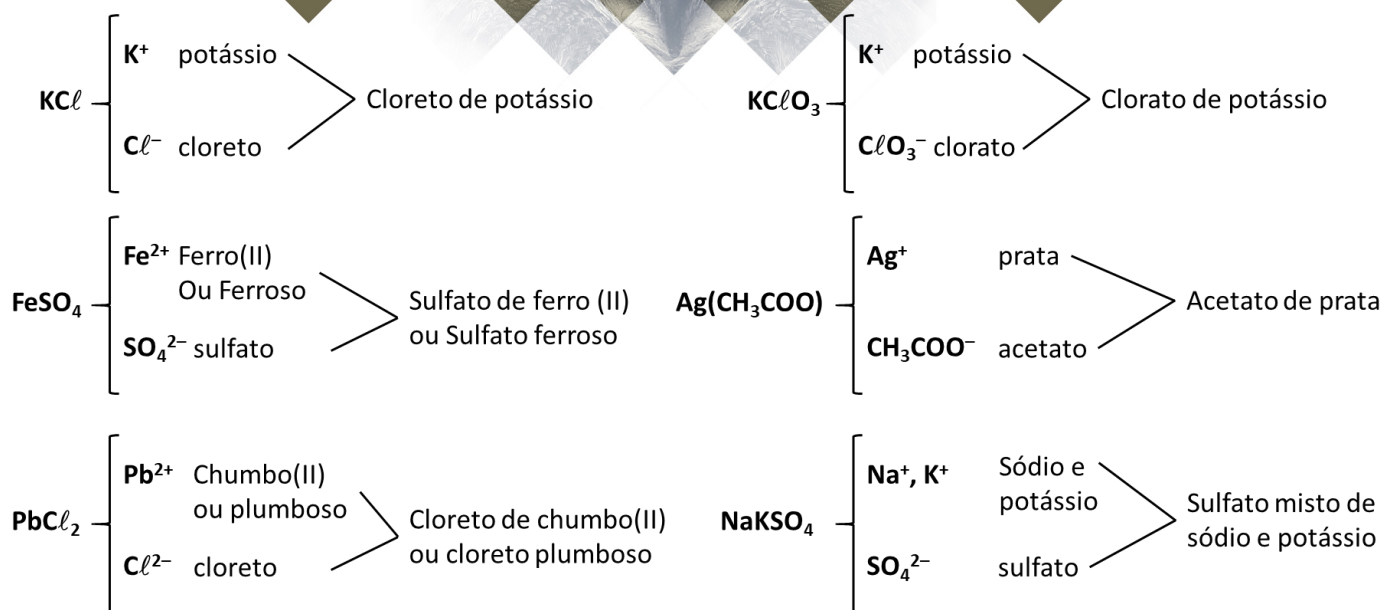 K⁺ potássio
KCℓ
Cloreto de potássio
Cℓ⁻ cloreto
K⁺ potássio
KCℓO₃
Clorato de potássio
CℓO₃⁻ clorato
Fe²⁺ Ferro(II)
Ou Ferroso
FeSO₄
Sulfato de ferro (II)
ou Sulfato ferroso
SO₄²⁻ sulfato
Ag⁺ prata
Ag(CH₃COO)
Acetato de prata
CH₃COO⁻ acetato
Pb²⁺ Chumbo(II)
ou plumboso
PbCℓ₂
Cloreto de chumbo(II)
ou cloreto plumboso
Cℓ²⁻ cloreto
Na⁺, K⁺ Sódio e
potássio
NaKSO₄
Sulfato misto de
sódio e potássio
SO₄²⁻ sulfato